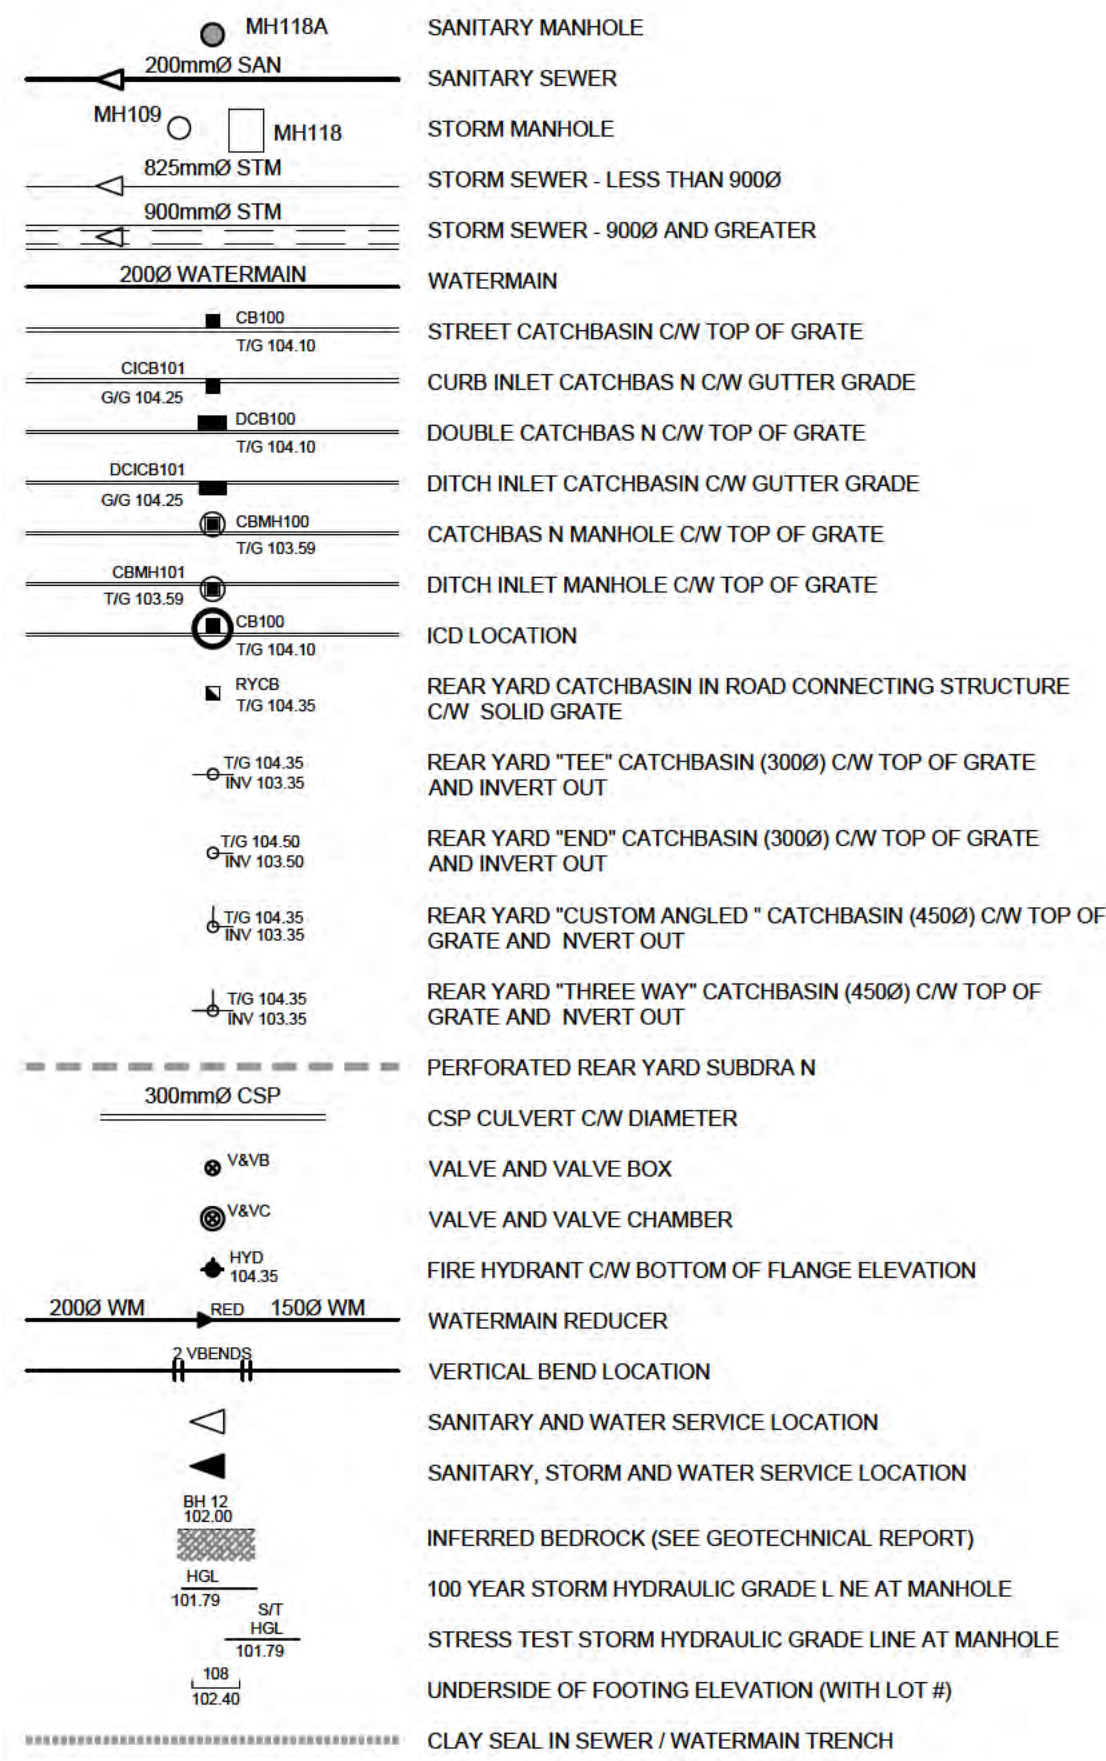 MH118A SANITARY MANHOLE
200mmØ SAN SANITARY SEWER
MH109 MH118 STORM MANHOLE
825mmØ STM STORM SEWER - LESS THAN 900Ø
900mmØ STM STORM SEWER - 900Ø AND GREATER
200Ø WATERMAIN WATERMAIN
CB100
T/G 104.10
STREET CATCHBASIN C/W TOP OF GRATE
CICB101
G/G 104.25
CURB INLET CATCHBAS N C/W GUTTER GRADE
DCB100
T/G 104.10
DOUBLE CATCHBAS N C/W TOP OF GRATE
DCICB101
G/G 104.25
DITCH INLET CATCHBASIN C/W GUTTER GRADE
CBMH100
T/G 103.59
CATCHBAS N MANHOLE C/W TOP OF GRATE
CBMH101
T/G 103.59
DITCH INLET MANHOLE C/W TOP OF GRATE
CB100
T/G 104.10
ICD LOCATION
RYCB
T/G 104.35
REAR YARD CATCHBASIN IN ROAD CONNECTING STRUCTURE
C/W SOLID GRATE
T/G 104.35
INV 103.35
REAR YARD "TEE" CATCHBASIN (300Ø) C/W TOP OF GRATE
AND INVERT OUT
T/G 104.50
INV 103.50
REAR YARD "END" CATCHBASIN (300Ø) C/W TOP OF GRATE
AND INVERT OUT
T/G 104.35
INV 103.35
REAR YARD "CUSTOM ANGLED " CATCHBASIN (450Ø) C/W TOP OF
GRATE AND NVERT OUT
T/G 104.35
INV 103.35
REAR YARD "THREE WAY" CATCHBASIN (450Ø) C/W TOP OF
GRATE AND NVERT OUT
PERFORATED REAR YARD SUBDRA N
300mmØ CSP CSP CULVERT C/W DIAMETER
V&VB VALVE AND VALVE BOX
V&VC VALVE AND VALVE CHAMBER
HYD
104.35
FIRE HYDRANT C/W BOTTOM OF FLANGE ELEVATION
200Ø WM RED 150Ø WM WATERMAIN REDUCER
2 VBENDS VERTICAL BEND LOCATION
SANITARY AND WATER SERVICE LOCATION
SANITARY, STORM AND WATER SERVICE LOCATION
BH 12
102.00
INFERRED BEDROCK (SEE GEOTECHNICAL REPORT)
HGL
101.79
100 YEAR STORM HYDRAULIC GRADE L NE AT MANHOLE
S/T
HGL
101.79
STRESS TEST STORM HYDRAULIC GRADE LINE AT MANHOLE
108
102.40
UNDERSIDE OF FOOTING ELEVATION (WITH LOT #)
CLAY SEAL IN SEWER / WATERMAIN TRENCH